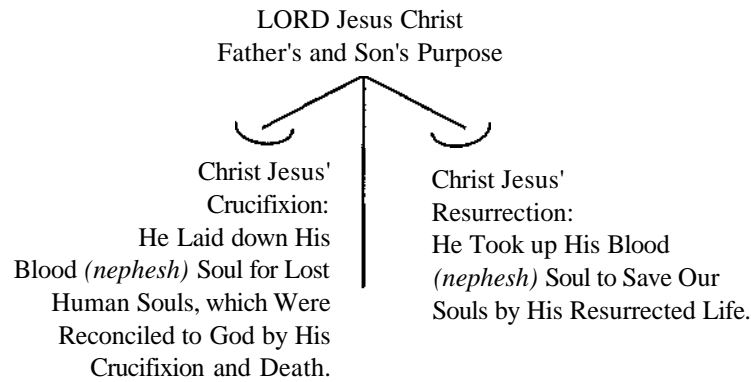 LORD Jesus Christ
Father's and Son's Purpose
Christ Jesus'
Crucifixion:
He Laid down His
Blood (nephesh) Soul for Lost
Human Souls, which Were
Reconciled to God by His
Crucifixion and Death.
Christ Jesus'
Resurrection:
He Took up His Blood
(nephesh) Soul to Save Our
Souls by His Resurrected Life.